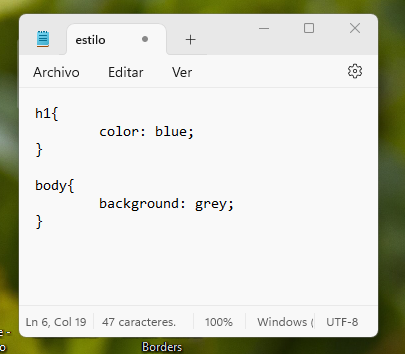 estilo
Archivo Editar Ver
h1{
color: blue;
}
body{
background: grey;
}
Ln 6, Col 19 47 caracteres. 100% Windows ( UTF-8
e -
o
Borders